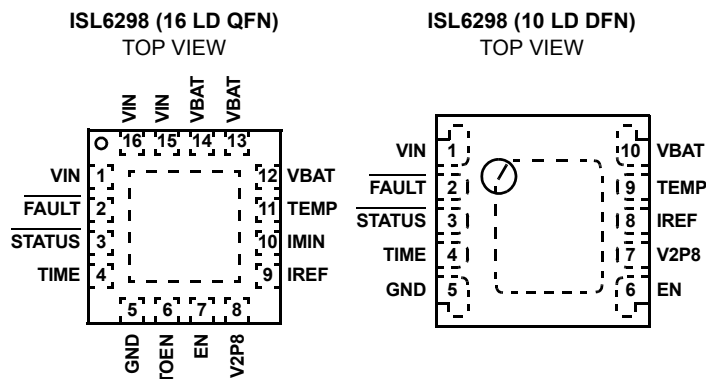 ISL6298 (16 LD QFN)
TOP VIEW
VIN
VIN
VBAT
VBAT
16 15 14 13
VIN 1
FAULT 2
STATUS 3
TIME 4
12 VBAT
11 TEMP
10 IMIN
9 IREF
5 6 7 8
GND
TOEN
EN
V2P8
ISL6298 (10 LD DFN)
TOP VIEW
VIN 1
FAULT 2
STATUS 3
TIME 4
GND 5
10 VBAT
9 TEMP
8 IREF
7 V2P8
6 EN